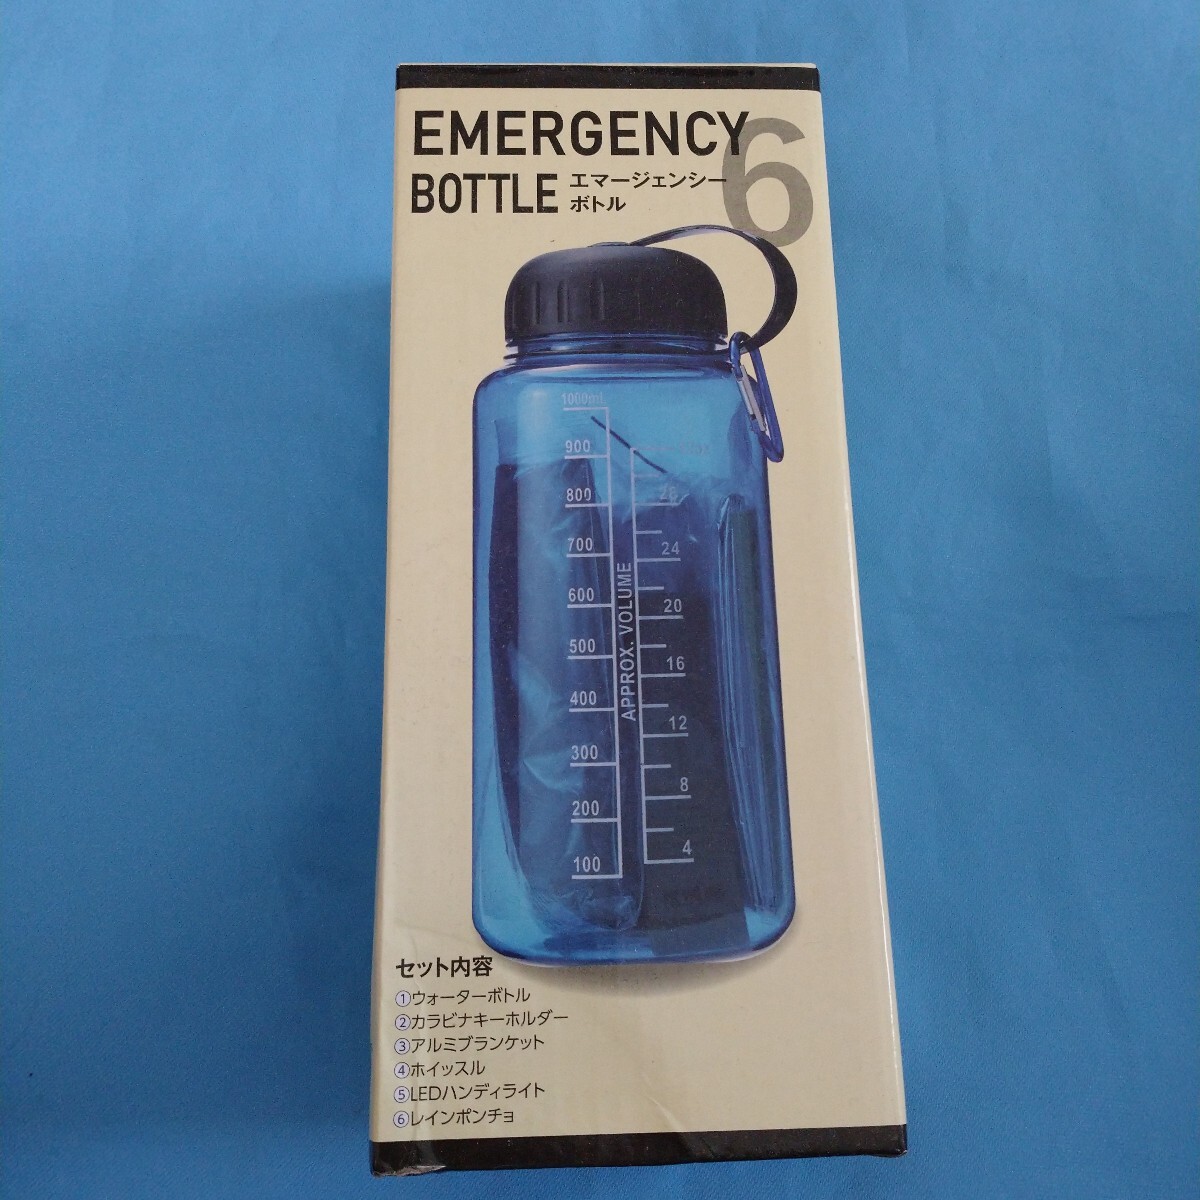 EMERGENCY
6
BOTTLE
エマージェンシー
ボトル
1000ml
900
800
700
600
500
400
300
200
100
APPROX. VOLUME
28
24
20
16
12
8
4
セット内容
①ウォーターボトル
②カラビナキーホルダー
③アルミブランケット
④ホイッスル
⑤LEDハンディライト
⑥レインポンチョ